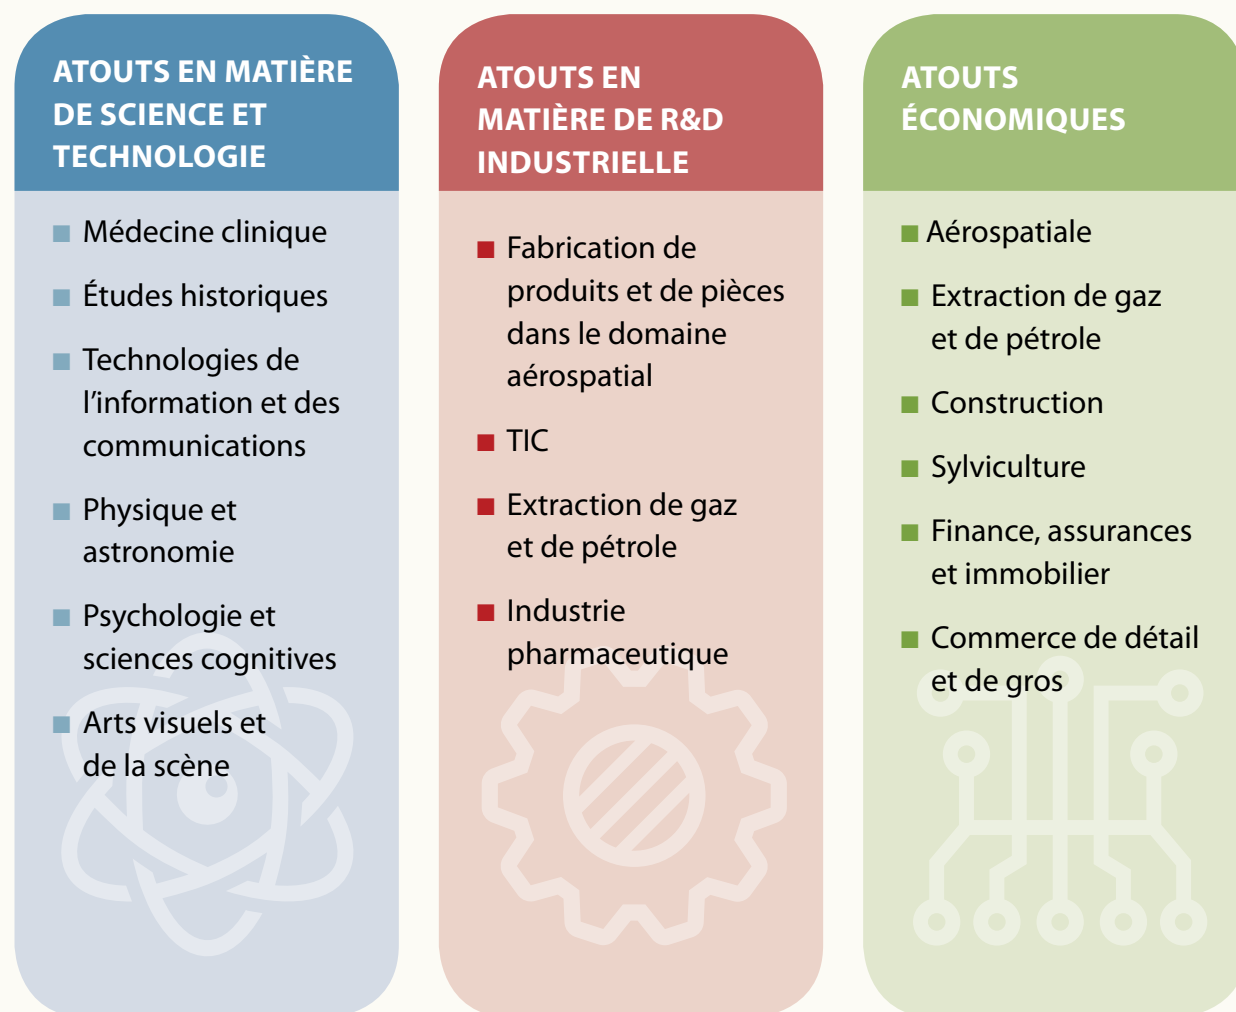 ATOUTS EN MATIÈRE
DE SCIENCE ET
TECHNOLOGIE
■ Médecine clinique
■ Études historiques
■ Technologies de
l’information et des
communications
■ Physique et
astronomie
■ Psychologie et
sciences cognitives
■ Arts visuels et
de la scène
ATOUTS EN
MATIÈRE DE R&D
INDUSTRIELLE
■ Fabrication de
produits et de pièces
dans le domaine
aérospatial
■ TIC
■ Extraction de gaz
et de pétrole
■ Industrie
pharmaceutique
ATOUTS
ÉCONOMIQUES
■ Aérospatiale
■ Extraction de gaz
et de pétrole
■ Construction
■ Sylviculture
■ Finance, assurances
et immobilier
■ Commerce de détail
et de gros